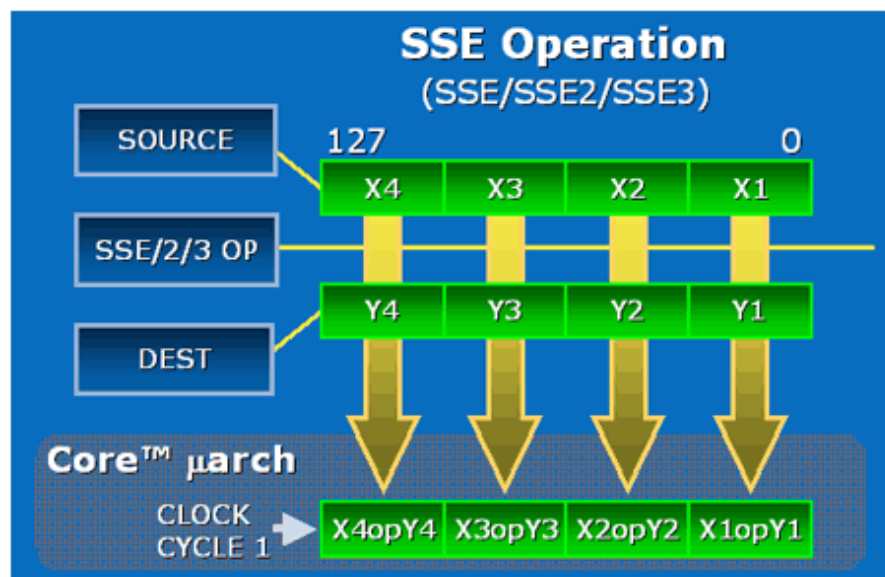 SSE Operation
(SSE/SSE2/SSE3)
SOURCE
127 0
X4 X3 X2 X1
SSE/2/3 OP
Y4 Y3 Y2 Y1
DEST
Core™ µarch
CLOCK
CYCLE 1
X4opY4 X3opY3 X2opY2 X1opY1